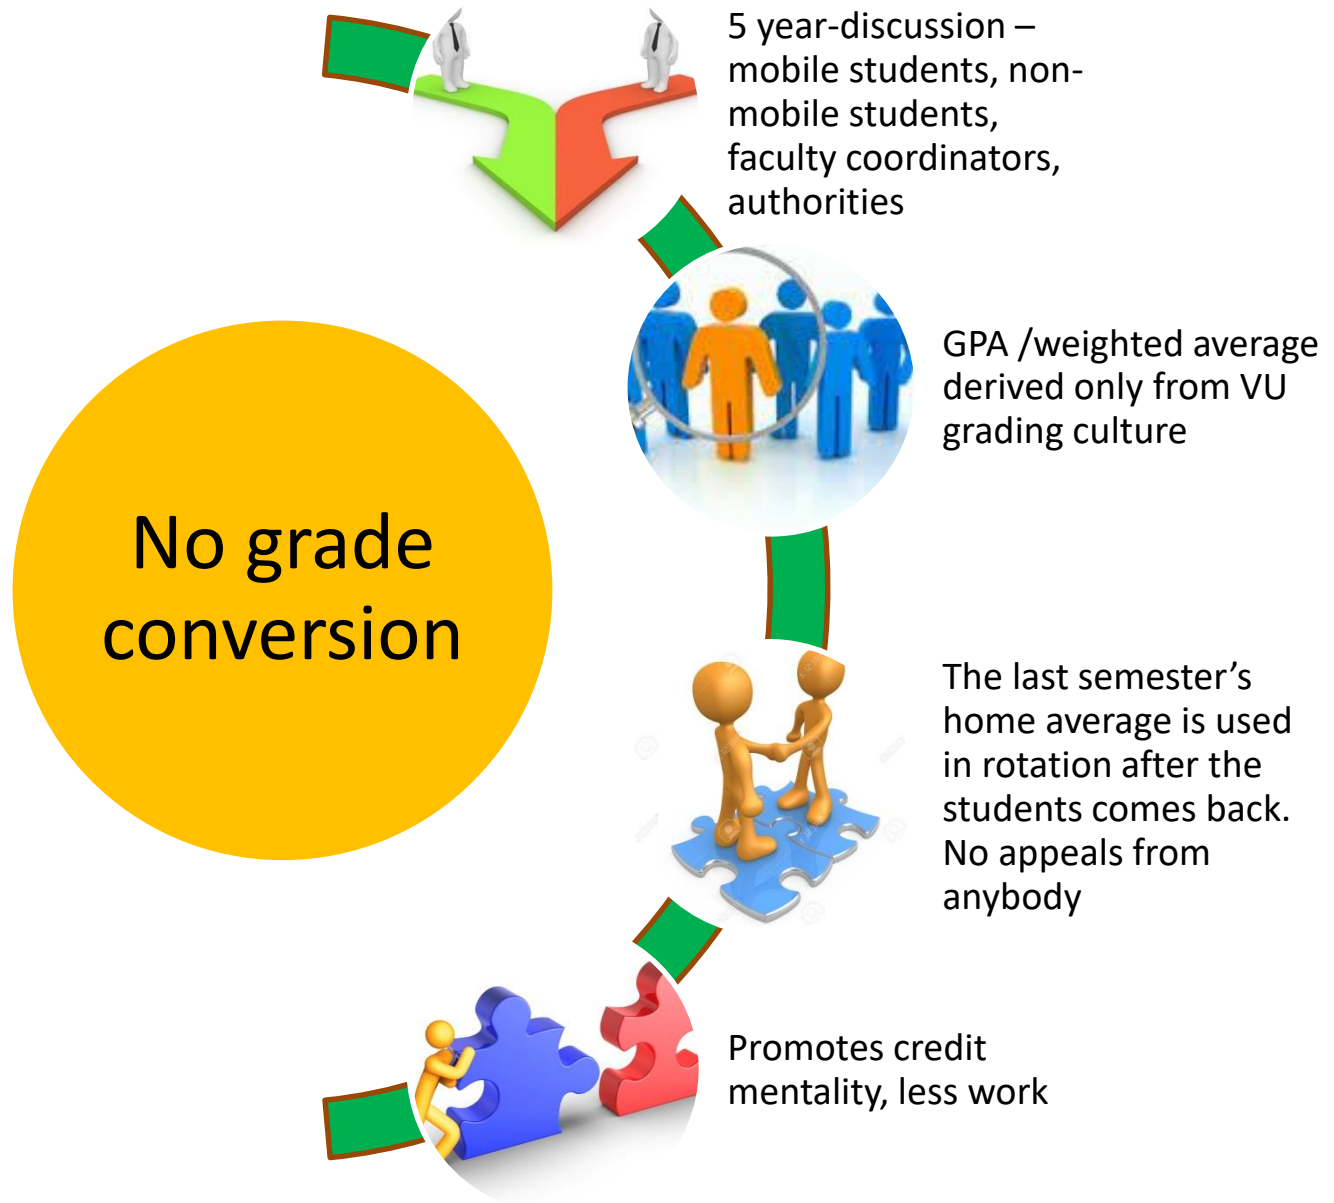 5 year-discussion –
mobile students, non-
mobile students,
faculty coordinators,
authorities
GPA /weighted average
derived only from VU
grading culture
No grade
conversion
The last semester’s
home average is used
in rotation after the
students comes back.
No appeals from
anybody
Promotes credit
mentality, less work